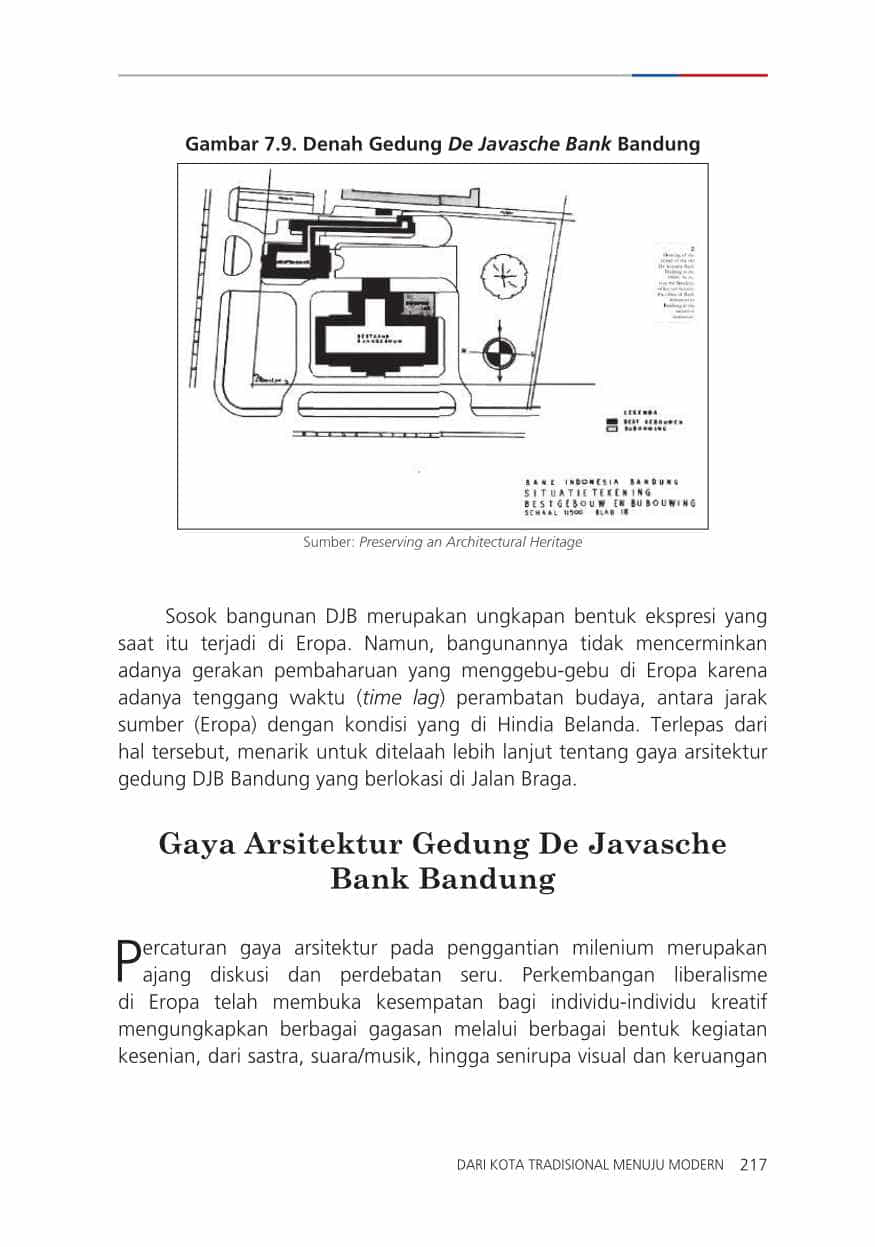 Gambar 7.9. Denah Gedung De Javasche Bank Bandung
BESTAAND
BANKGEBOUW
LEGENDA
BEST GEBOUWEN
BUBOUWING
BANK INDONESIA BANDUNG
SITUATIETEKENING
BESTGEBOUW EN BUBOUWING
SCHAAL 1:500 BLAD 1B
Sumber: Preserving an Architectural Heritage
Sosok bangunan DJB merupakan ungkapan bentuk ekspresi yang
saat itu terjadi di Eropa. Namun, bangunannya tidak mencerminkan
adanya gerakan pembaharuan yang menggebu-gebu di Eropa karena
adanya tenggang waktu (time lag) perambatan budaya, antara jarak
sumber (Eropa) dengan kondisi yang di Hindia Belanda. Terlepas dari
hal tersebut, menarik untuk ditelaah lebih lanjut tentang gaya arsitektur
gedung DJB Bandung yang berlokasi di Jalan Braga.
Gaya Arsitektur Gedung De Javasche
Bank Bandung
Percaturan gaya arsitektur pada penggantian milenium merupakan
ajang diskusi dan perdebatan seru. Perkembangan liberalisme
di Eropa telah membuka kesempatan bagi individu-individu kreatif
mengungkapkan berbagai gagasan melalui berbagai bentuk kegiatan
kesenian, dari sastra, suara/musik, hingga senirupa visual dan keruangan
DARI KOTA TRADISIONAL MENUJU MODERN 217